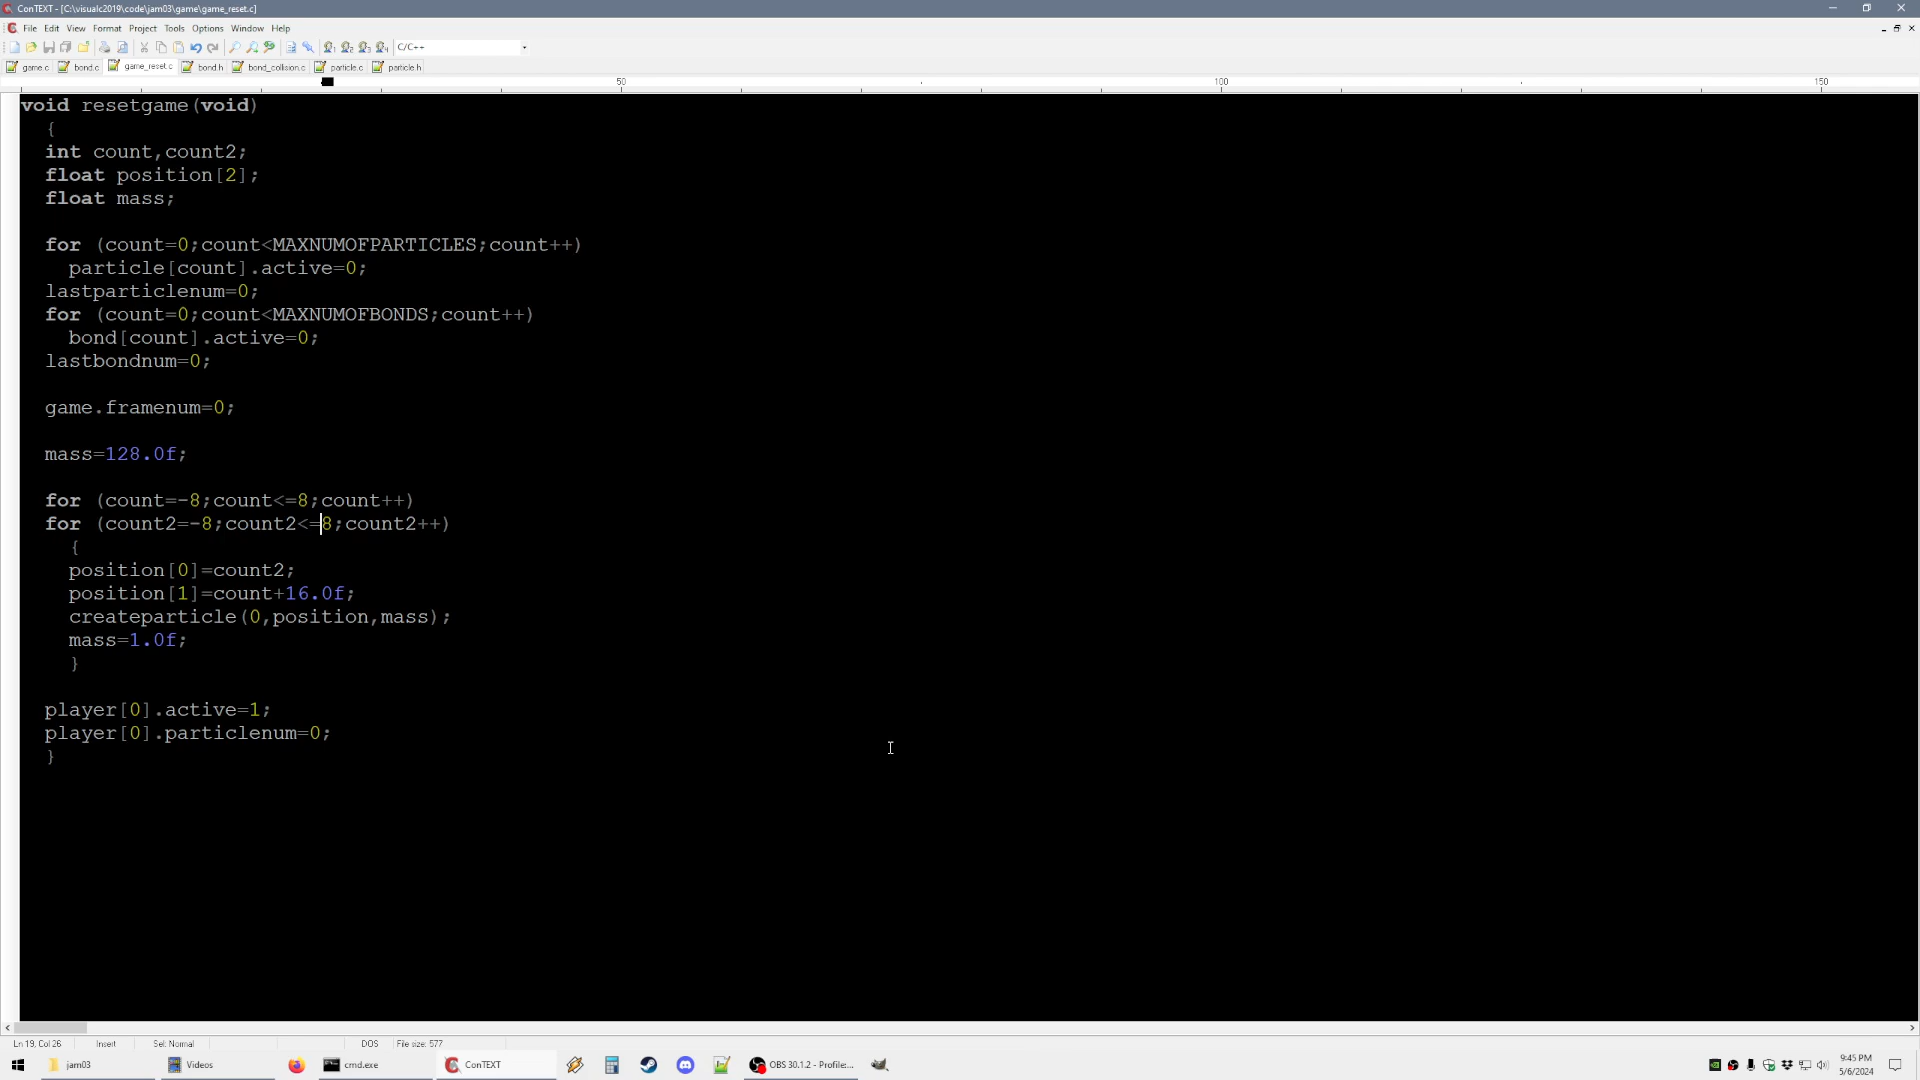 ConTEXT - [C:\visualc2019\code\jam03\game\game_reset.c]
File Edit View Format Project Tools Options Window Help
C/C++
game.c bond.c game_reset.c bond.h bond_collision.c particle.c particle.h
50 100 150
void resetgame(void)
{
int count,count2;
float position[2];
float mass;
for (count=0;count<MAXNUMOFPARTICLES;count++)
particle[count].active=0;
lastparticlenum=0;
for (count=0;count<MAXNUMOFBONDS;count++)
bond[count].active=0;
lastbondnum=0;
game.framenum=0;
mass=128.0f;
for (count=-8;count<=8;count++)
for (count2=-8;count2<=8;count2++)
{
position[0]=count2;
position[1]=count+16.0f;
createparticle(0,position,mass);
mass=1.0f;
}
player[0].active=1;
player[0].particlenum=0;
}
Ln 19, Col 26 Insert Sel: Normal DOS File size: 577
jam03 Videos cmd.exe ConTEXT OBS 30.1.2 - Profile:... 9:45 PM
5/6/2024